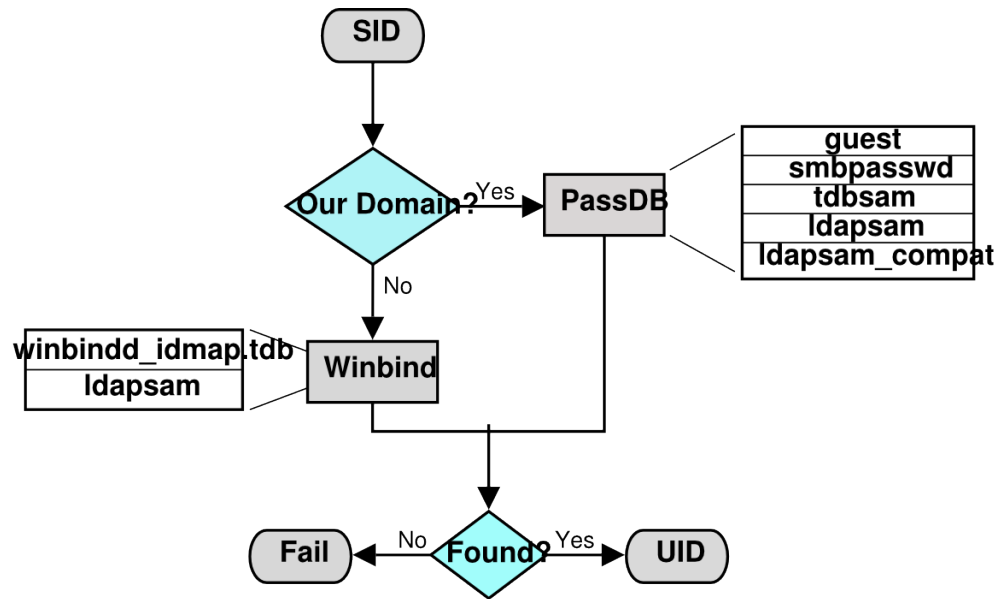 SID
Our Domain?
Yes
PassDB
guest
smbpasswd
tdbsam
ldapsam
ldapsam_compat
No
winbindd_idmap.tdb
ldapsam
Winbind
Fail
No
Found?
Yes
UID